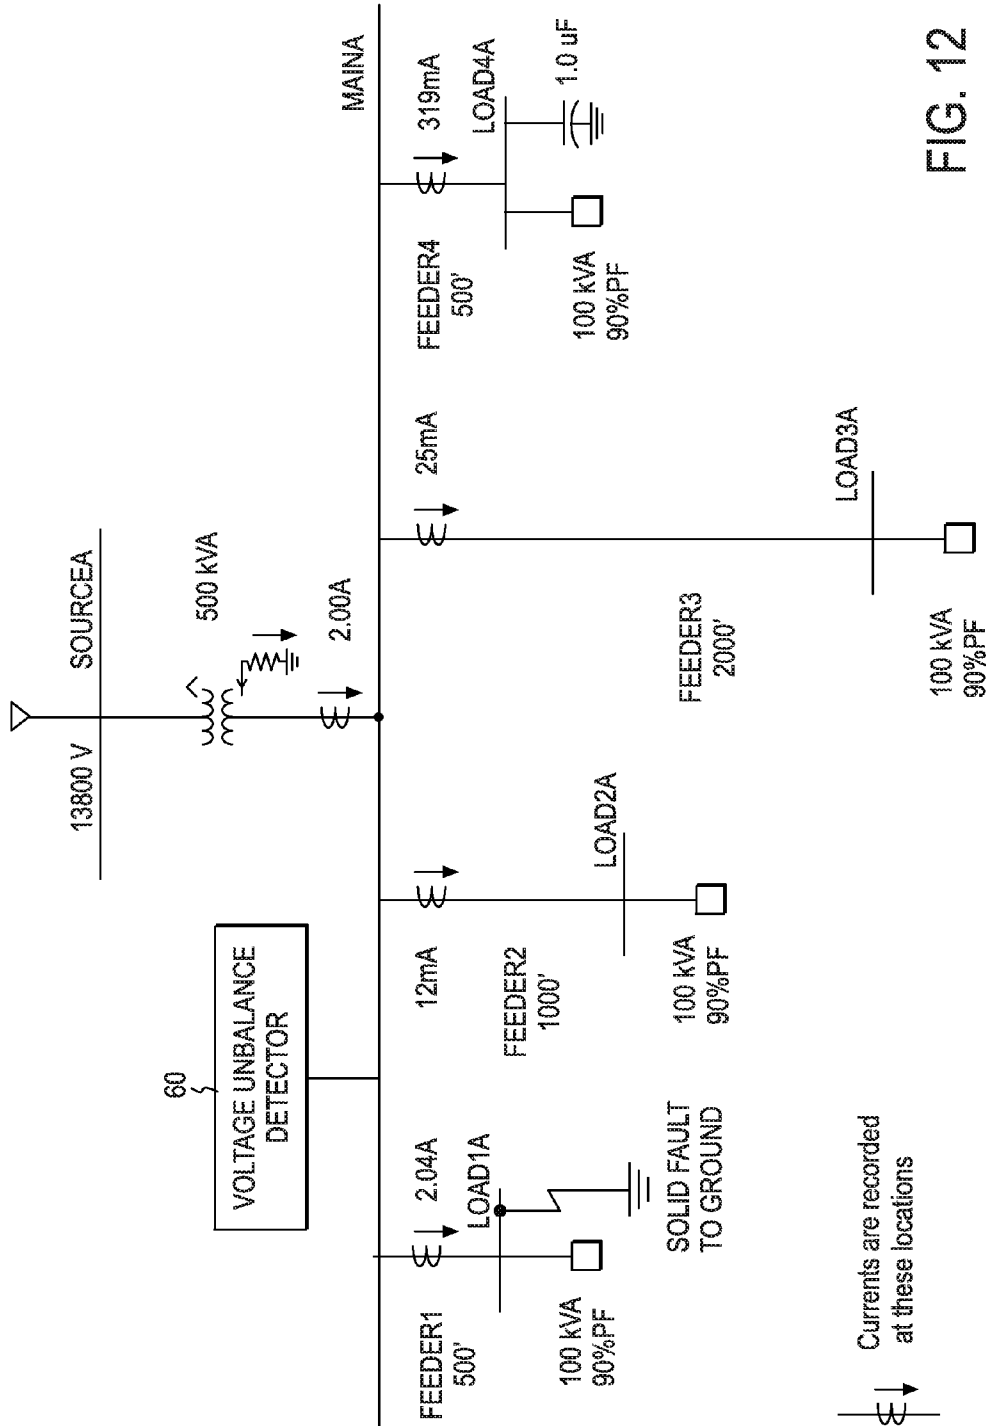 13800 V
SOURCEA
500 kVA
2.00A
60
VOLTAGE UNBALANCE
DETECTOR
MAINA
FEEDER1
500'
2.04A
LOAD1A
100 kVA
90%PF
SOLID FAULT
TO GROUND
12mA
FEEDER2
1000'
LOAD2A
100 kVA
90%PF
25mA
FEEDER3
2000'
LOAD3A
100 kVA
90%PF
319mA
FEEDER4
500'
LOAD4A
1.0 uF
100 kVA
90%PF
Currents are recorded
at these locations
FIG. 12